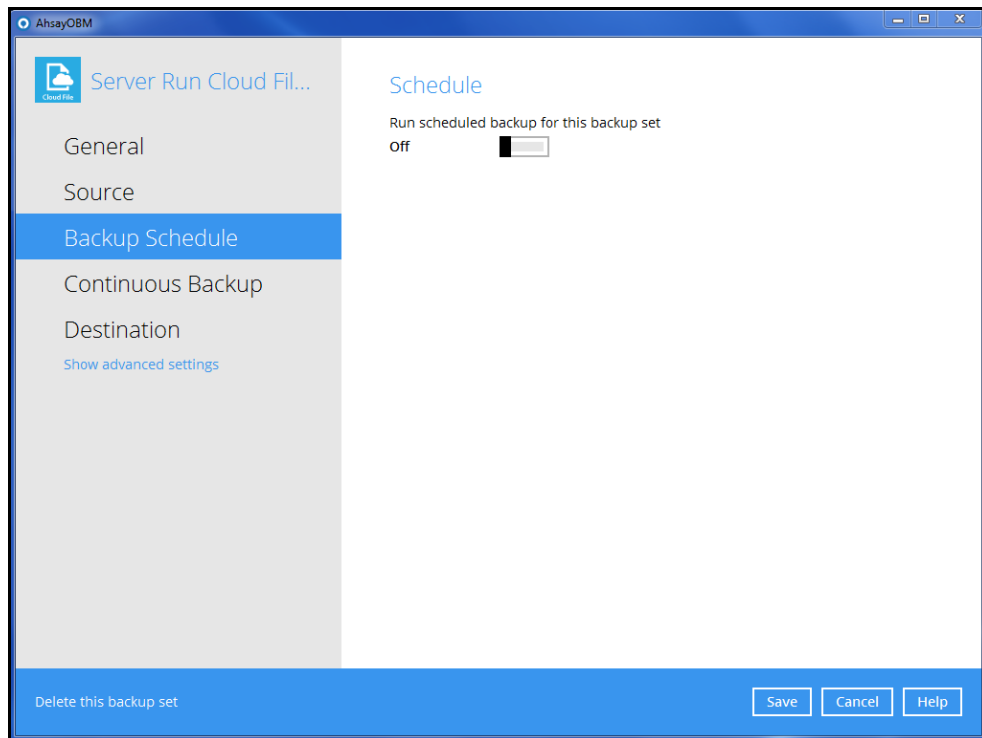 AhsayOBM
Cloud File
Server Run Cloud Fil...
General
Source
Backup Schedule
Continuous Backup
Destination
Show advanced settings
Schedule
Run scheduled backup for this backup set
Off
Delete this backup set
Save
Cancel
Help